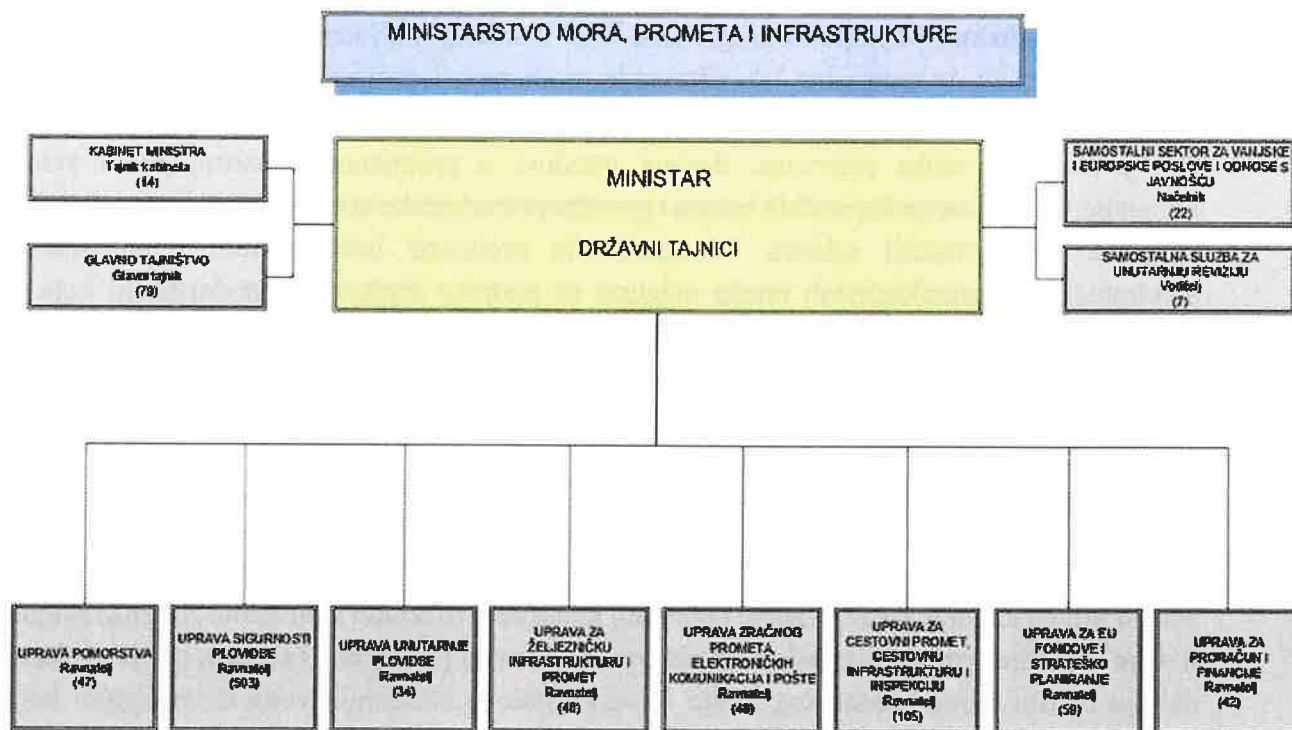 MINISTARSTVO MORA, PROMETA I INFRASTRUKTURE
KABINET MINISTRA
Tajnik kabineta
(14)
GLAVNO TAJNIŠTVO
Glavni tajnik
(79)
MINISTAR
DRŽAVNI TAJNICI
SAMOSTALNI SEKTOR ZA VANJSKE
I EUROPSKE POSLOVE I ODNOSE S
JAVNOŠĆU
Načelnik
(22)
SAMOSTALNA SLUŽBA ZA
UNUTARNJU REVIZIJU
Voditelj
(7)
UPRAVA POMORSTVA
Ravnatelj
(47)
UPRAVA SIGURNOSTI
PLOVIDBE
Ravnatelj
(503)
UPRAVA UNUTARNJE
PLOVIDBE
Ravnatelj
(34)
UPRAVA ZA
ŽELJEZNIČKU
INFRASTRUKTURU I
PROMET
Ravnatelj
(48)
UPRAVA ZRAČNOG
PROMETA,
ELEKTRONIČKIH
KOMUNIKACIJA I POŠTE
Ravnatelj
(48)
UPRAVA ZA
CESTOVNI PROMET,
CESTOVNU
INFRASTRUKTURU I
INSPEKCIJU
Ravnatelj
(105)
UPRAVA ZA EU
FONDOVE I
STRATEŠKO
PLANIRANJE
Ravnatelj
(59)
UPRAVA ZA
PRORAČUN I
FINANCIJE
Ravnatelj
(42)